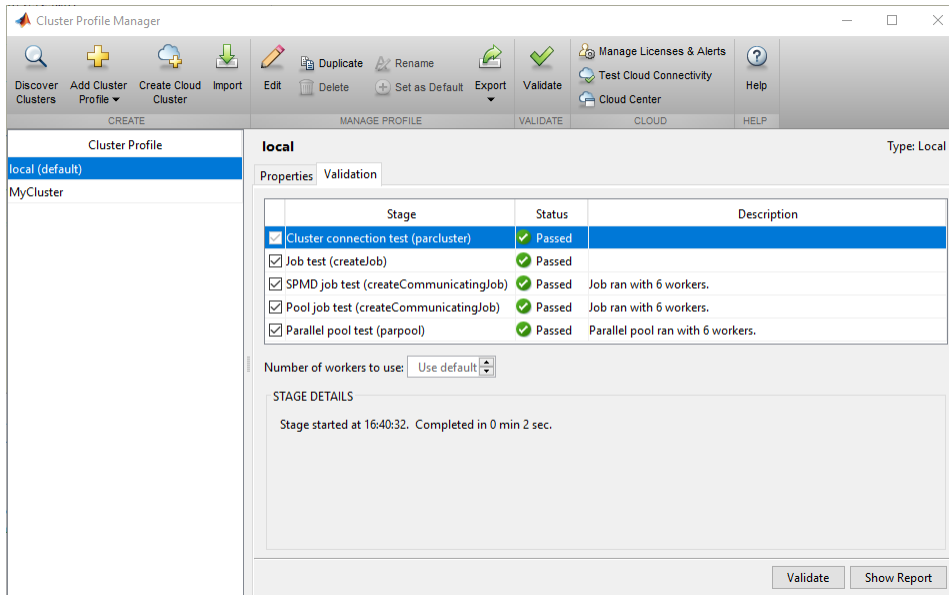 Cluster Profile Manager
Discover Clusters
Add Cluster Profile
Create Cloud Cluster
Import
CREATE
Edit
Duplicate
Delete
Rename
Set as Default
Export
MANAGE PROFILE
Validate
VALIDATE
Manage Licenses & Alerts
Test Cloud Connectivity
Cloud Center
CLOUD
Help
HELP
Cluster Profile
local (default)
MyCluster
local
Type: Local
Properties Validation
Stage Status Description
Cluster connection test (parcluster) Passed
Job test (createJob) Passed
SPMD job test (createCommunicatingJob) Passed Job ran with 6 workers.
Pool job test (createCommunicatingJob) Passed Job ran with 6 workers.
Parallel pool test (parpool) Passed Parallel pool ran with 6 workers.
Number of workers to use: Use default
STAGE DETAILS
Stage started at 16:40:32. Completed in 0 min 2 sec.
Validate Show Report